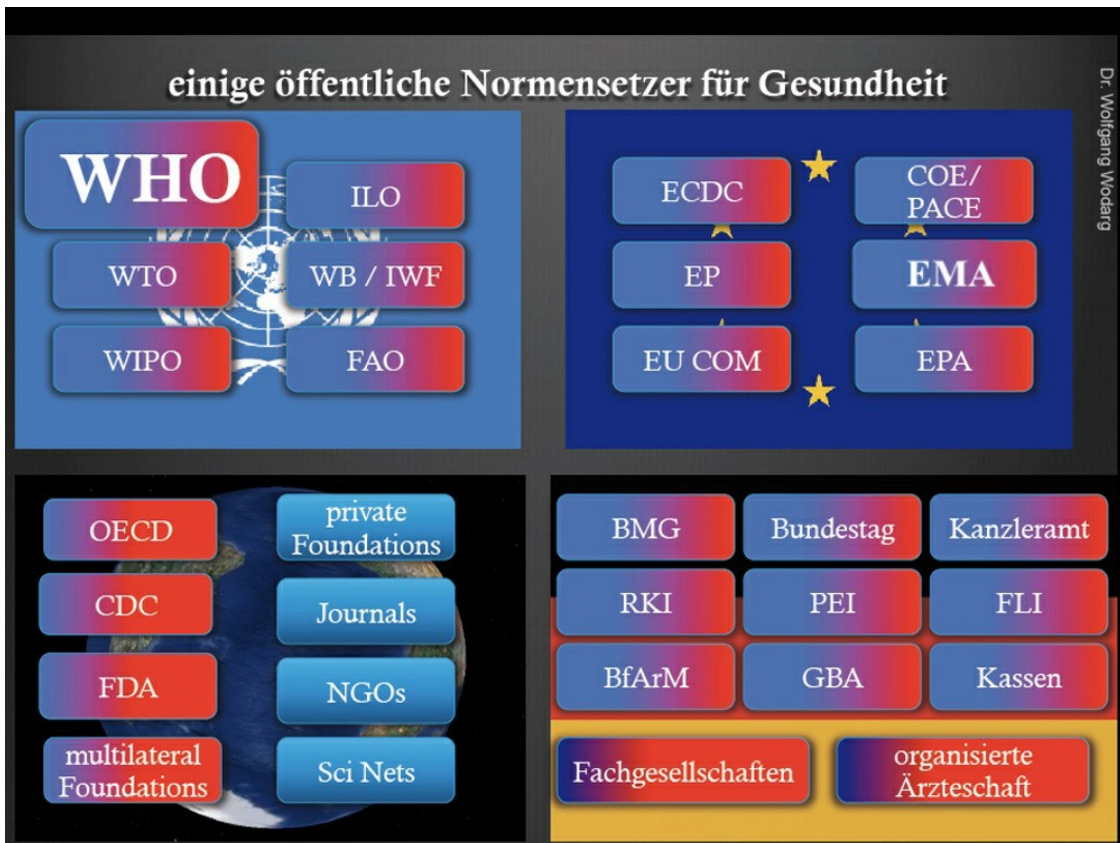 einige öffentliche Normensetzer für Gesundheit
Dr. Wolfgang Wodarg
WHO
ILO
WTO
WB / IWF
WIPO
FAO
ECDC
COE/
PACE
EP
EMA
EU COM
EPA
OECD
private
Foundations
CDC
Journals
FDA
NGOs
multilateral
Foundations
Sci Nets
BMG
Bundestag
Kanzleramt
RKI
PEI
FLI
BfArM
GBA
Kassen
Fachgesellschaften
organisierte
Ärzteschaft